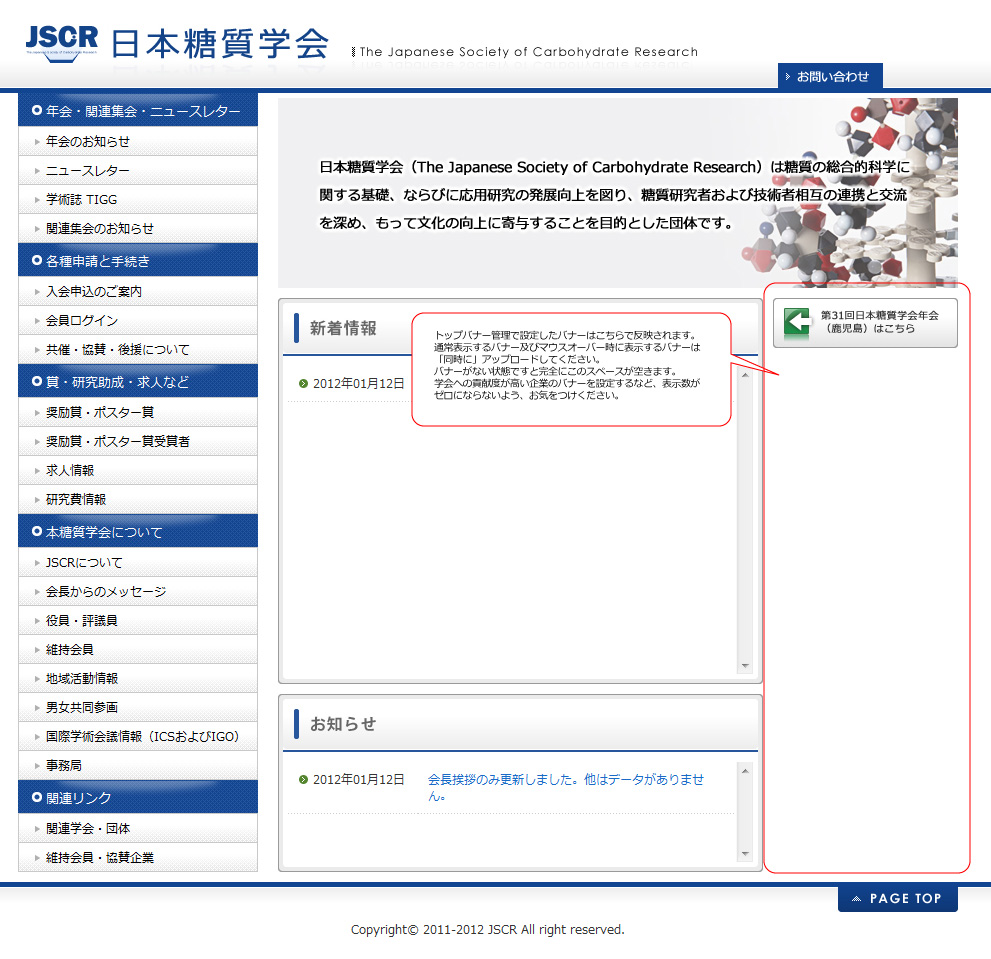 JSCR 日本糖質学会 The Japanese Society of Carbohydrate Research
お問い合わせ
年会・関連集会・ニュースレター
年会のお知らせ
ニュースレター
学術誌 TIGG
関連集会のお知らせ
各種申請と手続き
入会申込のご案内
会員ログイン
共催・協賛・後援について
賞・研究助成・求人など
奨励賞・ポスター賞
奨励賞・ポスター賞受賞者
求人情報
研究費情報
本糖質学会について
JSCRについて
会長からのメッセージ
役員・評議員
維持会員
地域活動情報
男女共同参画
国際学術会議情報（ICSおよびIGO）
事務局
関連リンク
関連学会・団体
維持会員・協賛企業
日本糖質学会（The Japanese Society of Carbohydrate Research）は糖質の総合的科学に
関する基礎、ならびに応用研究の発展向上を図り、糖質研究者および技術者相互の連携と交流
を深め、もって文化の向上に寄与することを目的とした団体です。
新着情報
2012年01月12日
トップバナー管理で設定したバナーはこちらで反映されます。
通常表示するバナー及びマウスオーバー時に表示するバナーは
「同時に」アップロードしてください。
バナーがない状態ですと完全にこのスペースが空きます。
学会への貢献度が高い企業のバナーを設定するなど、表示数が
ゼロにならないよう、お気をつけください。
第31回日本糖質学会年会
（鹿児島）はこちら
お知らせ
2012年01月12日 会長挨拶のみ更新しました。他はデータがありませ
ん。
PAGE TOP
Copyright© 2011-2012 JSCR All right reserved.